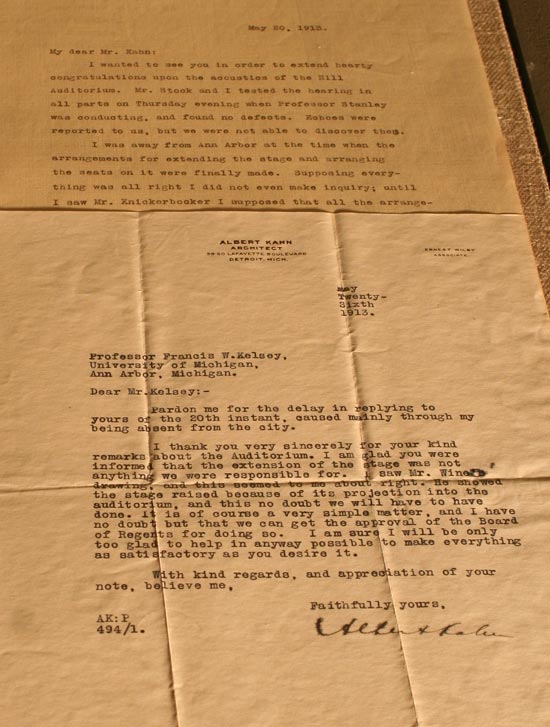 May 20, 1913.
My dear Mr. Kahn:
I wanted to see you in order to extend hearty
congratulations upon the accustics of the Hill
Auditorium. Mr. Stock and I tested the hearing in
all parts on Thursday evening when Professor Stanley
was conducting, and found no defects. Echoes were
reported to us, but we were not able to discover them.
I was away from Ann Arbor at the time when the
arrangements for extending the stage and arranging
the seats on it were finally made. Supposing every-
thing was all right I did not even make inquiry; until
I saw Mr. Knickerbocker I supposed that all the arrange-
ALBERT KAHN
ARCHITECT
LAFAYETTE BOULEVARD
DETROIT, MICH.
ERNEST WILBY
ASSOCIATE.
May
Twenty-
Sixth
1913.
Professor Francis W.Kelsey,
University of Michigan,
Ann Arbor, Michigan.
Dear Mr.Kelsey:-
Pardon me for the delay in replying to
yours of the 20th instant, caused mainly through my
being absent from the city.
I thank you very sincerely for your kind
remarks about the Auditorium. I am glad you were
informed that the extension of the stage was not
anything we were responsible for. I saw Mr.
drawing, and this seemed to me about right. He showed
the stage raised because of its projection into the
auditorium, and this no doubt we will have to have
done. It is of course a very simple matter, and I have
no doubt but that we can get the approval of the Board
of Regents for doing so. I am sure I will be only
too glad to help in anyway possible to make everything
as satisfactory as you desire it.
With kind regards, and appreciation of your
note, believe me,
Faithfully yours,
AK:P
494/1.
Albert Kahn